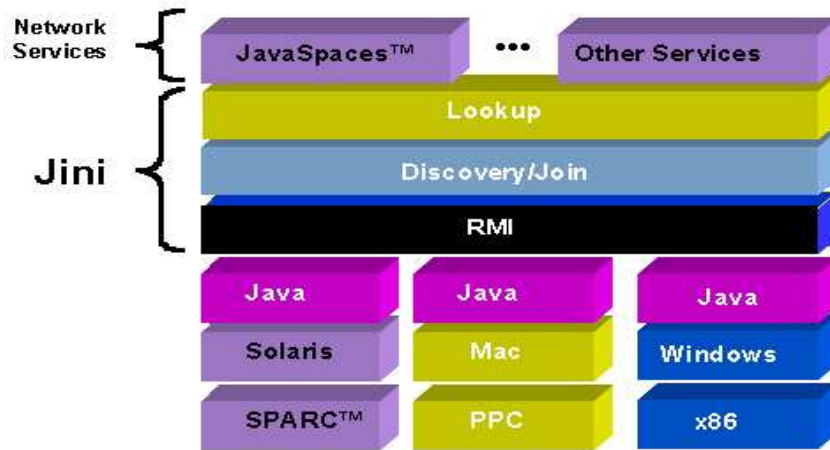 Network
Services
JavaSpaces™
•••
Other Services
Lookup
Jini
Discovery/Join
RMI
Java
Java
Java
Solaris
Mac
Windows
SPARC™
PPC
x86